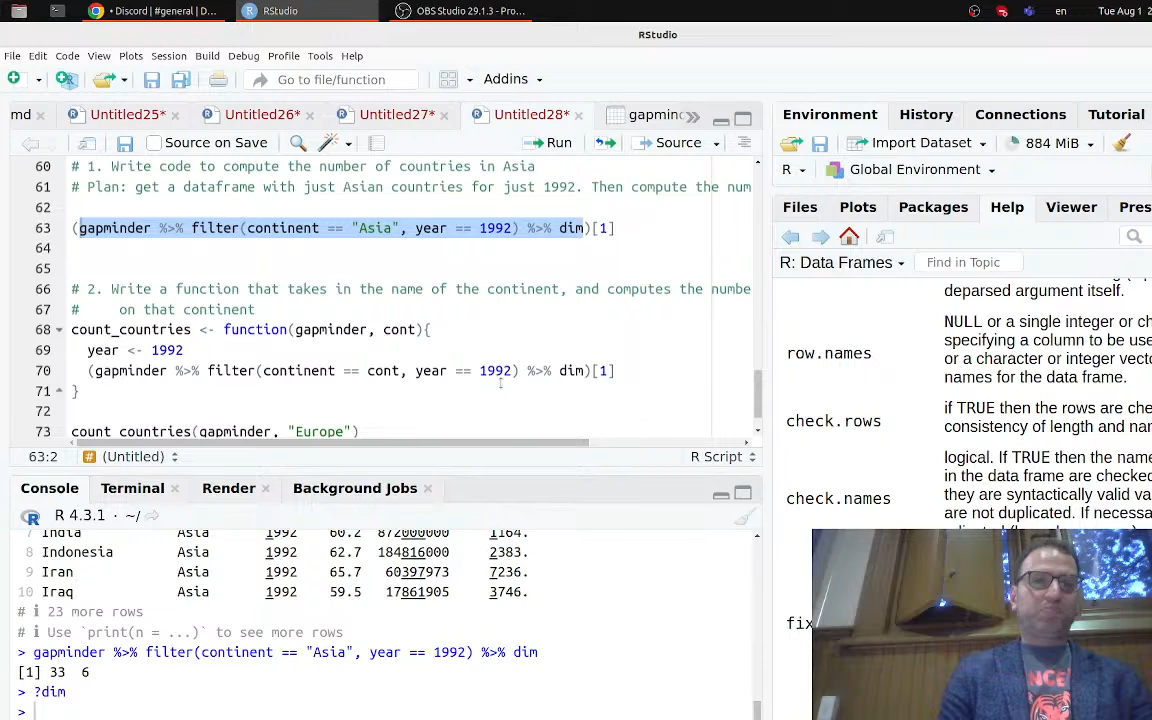 • Discord | #general | D...
RStudio
OBS Studio 29.1.3 - Pro...
en
Tue Aug 1 2
RStudio
File Edit Code View Plots Session Build Debug Profile Tools Help
Go to file/function
Addins
md
Untitled25*
Untitled26*
Untitled27*
Untitled28*
gapminc
Source on Save
Run
Source
60 # 1. Write code to compute the number of countries in Asia
61 # Plan: get a dataframe with just Asian countries for just 1992. Then compute the num
62
63 (gapminder %>% filter(continent == "Asia", year == 1992) %>% dim)[1]
64
65
66 # 2. Write a function that takes in the name of the continent, and computes the numbe
67 #    on that continent
68 count_countries <- function(gapminder, cont){
69   year <- 1992
70   (gapminder %>% filter(continent == cont, year == 1992) %>% dim)[1]
71 }
72
73 count_countries(gapminder, "Europe")
63:2
(Untitled)
R Script
Console
Terminal
Render
Background Jobs
R 4.3.1 · ~/
7 India Asia 1992 60.2 872000000 1164.
8 Indonesia Asia 1992 62.7 184816000 2383.
9 Iran Asia 1992 65.7 60397973 7236.
10 Iraq Asia 1992 59.5 17861905 3746.
# ℹ 23 more rows
# ℹ Use `print(n = ...)` to see more rows
> gapminder %>% filter(continent == "Asia", year == 1992) %>% dim
[1] 33  6
> ?dim
>
Environment
History
Connections
Tutorial
Import Dataset
884 MiB
R
Global Environment
Files
Plots
Packages
Help
Viewer
Pres
R: Data Frames
Find in Topic
deparsed argument itself.
row.names
NULL or a single integer or ch
specifying a column to be use
or a character or integer vecto
names for the data frame.
check.rows
if TRUE then the rows are che
consistency of length and nam
check.names
logical. If TRUE then the name
in the data frame are checked
they are syntactically valid va
are not duplicated. If necessa
fix